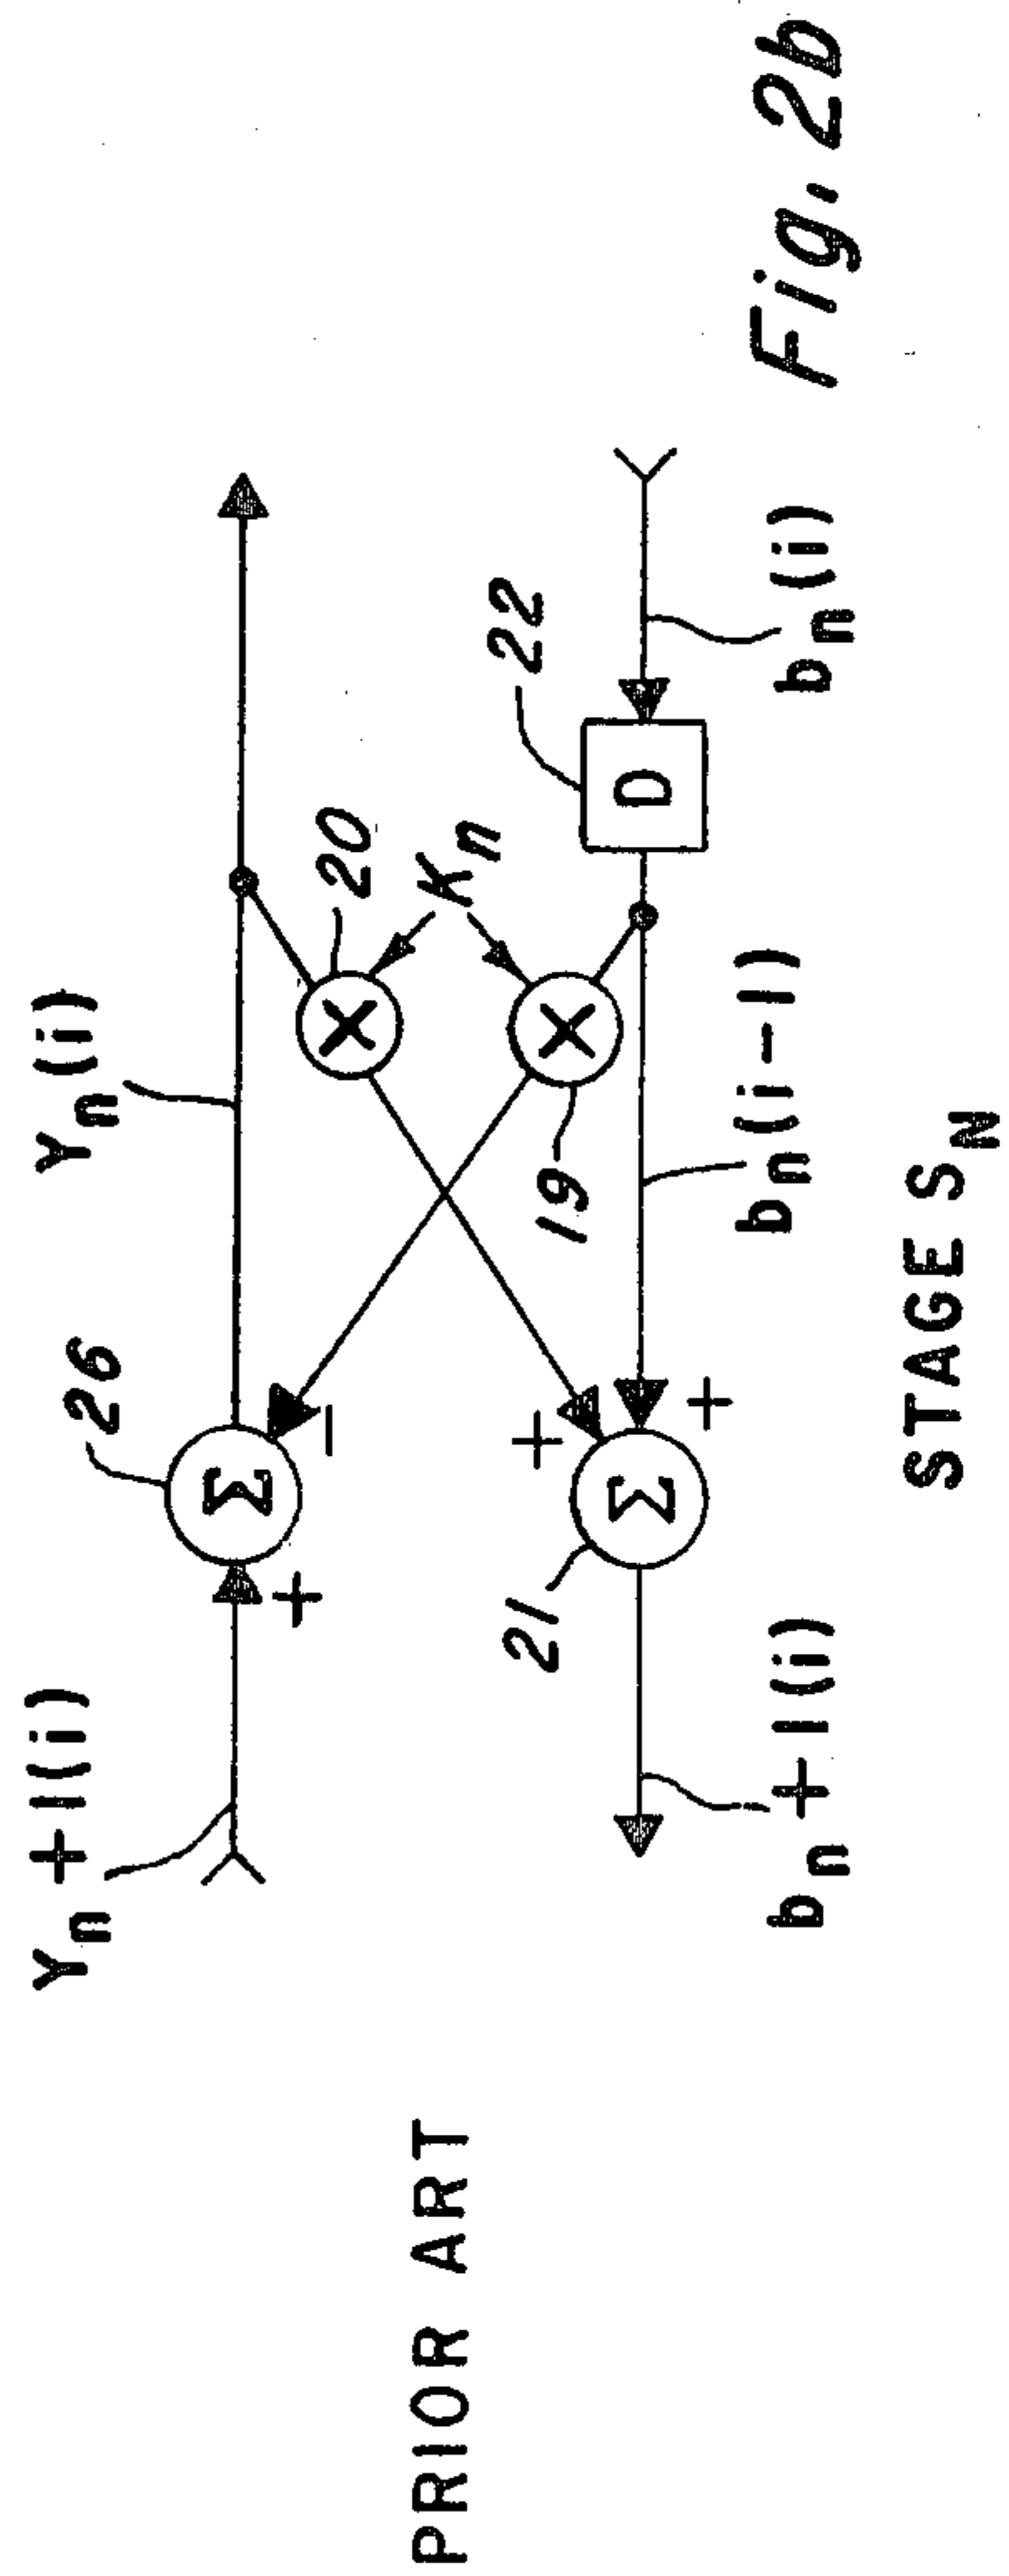 Yn+1(i)
26
Yn(i)
+
Σ
−
20
X
Kn
PRIOR ART
21
+
Σ
+
19
X
22
D
bn+1(i)
bn(i-1)
bn(i)
STAGE SN
Fig. 2b